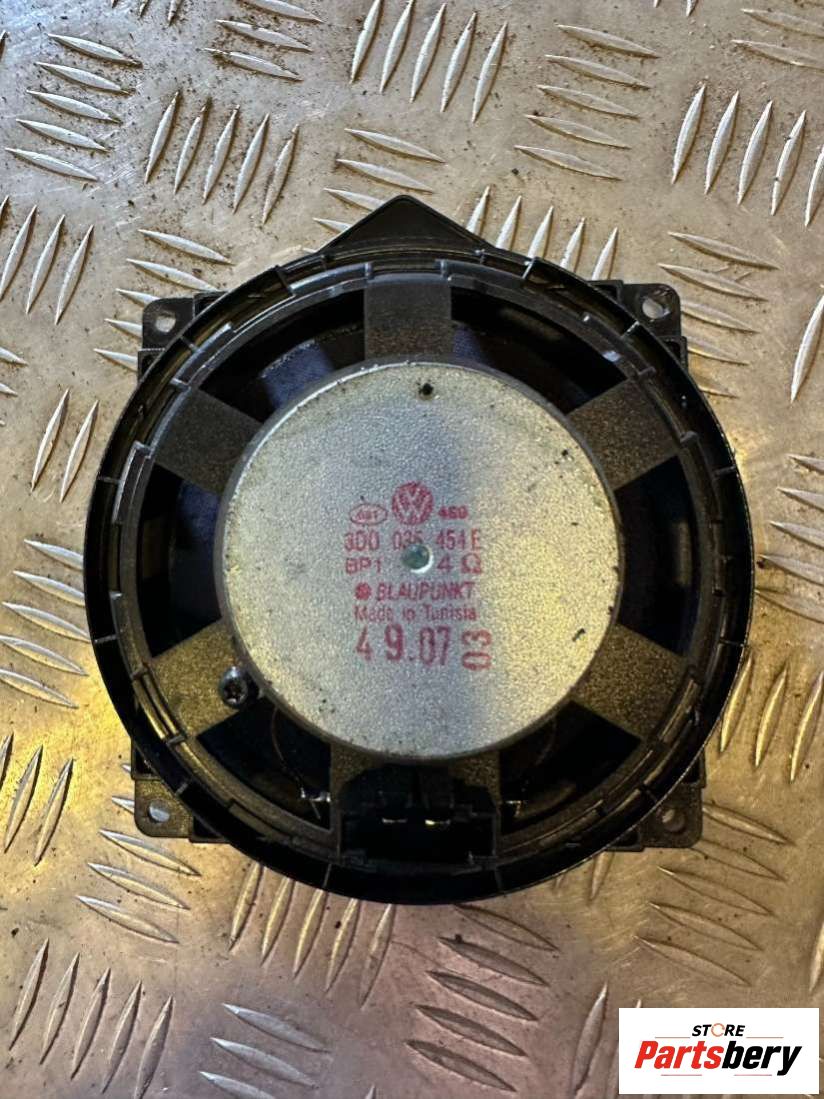 VW 460
3D0 035 454 E
BP1 4 Ω
BLAUPUNKT
Made in Tunisia
4 9.07 03
STORE
Partsbery